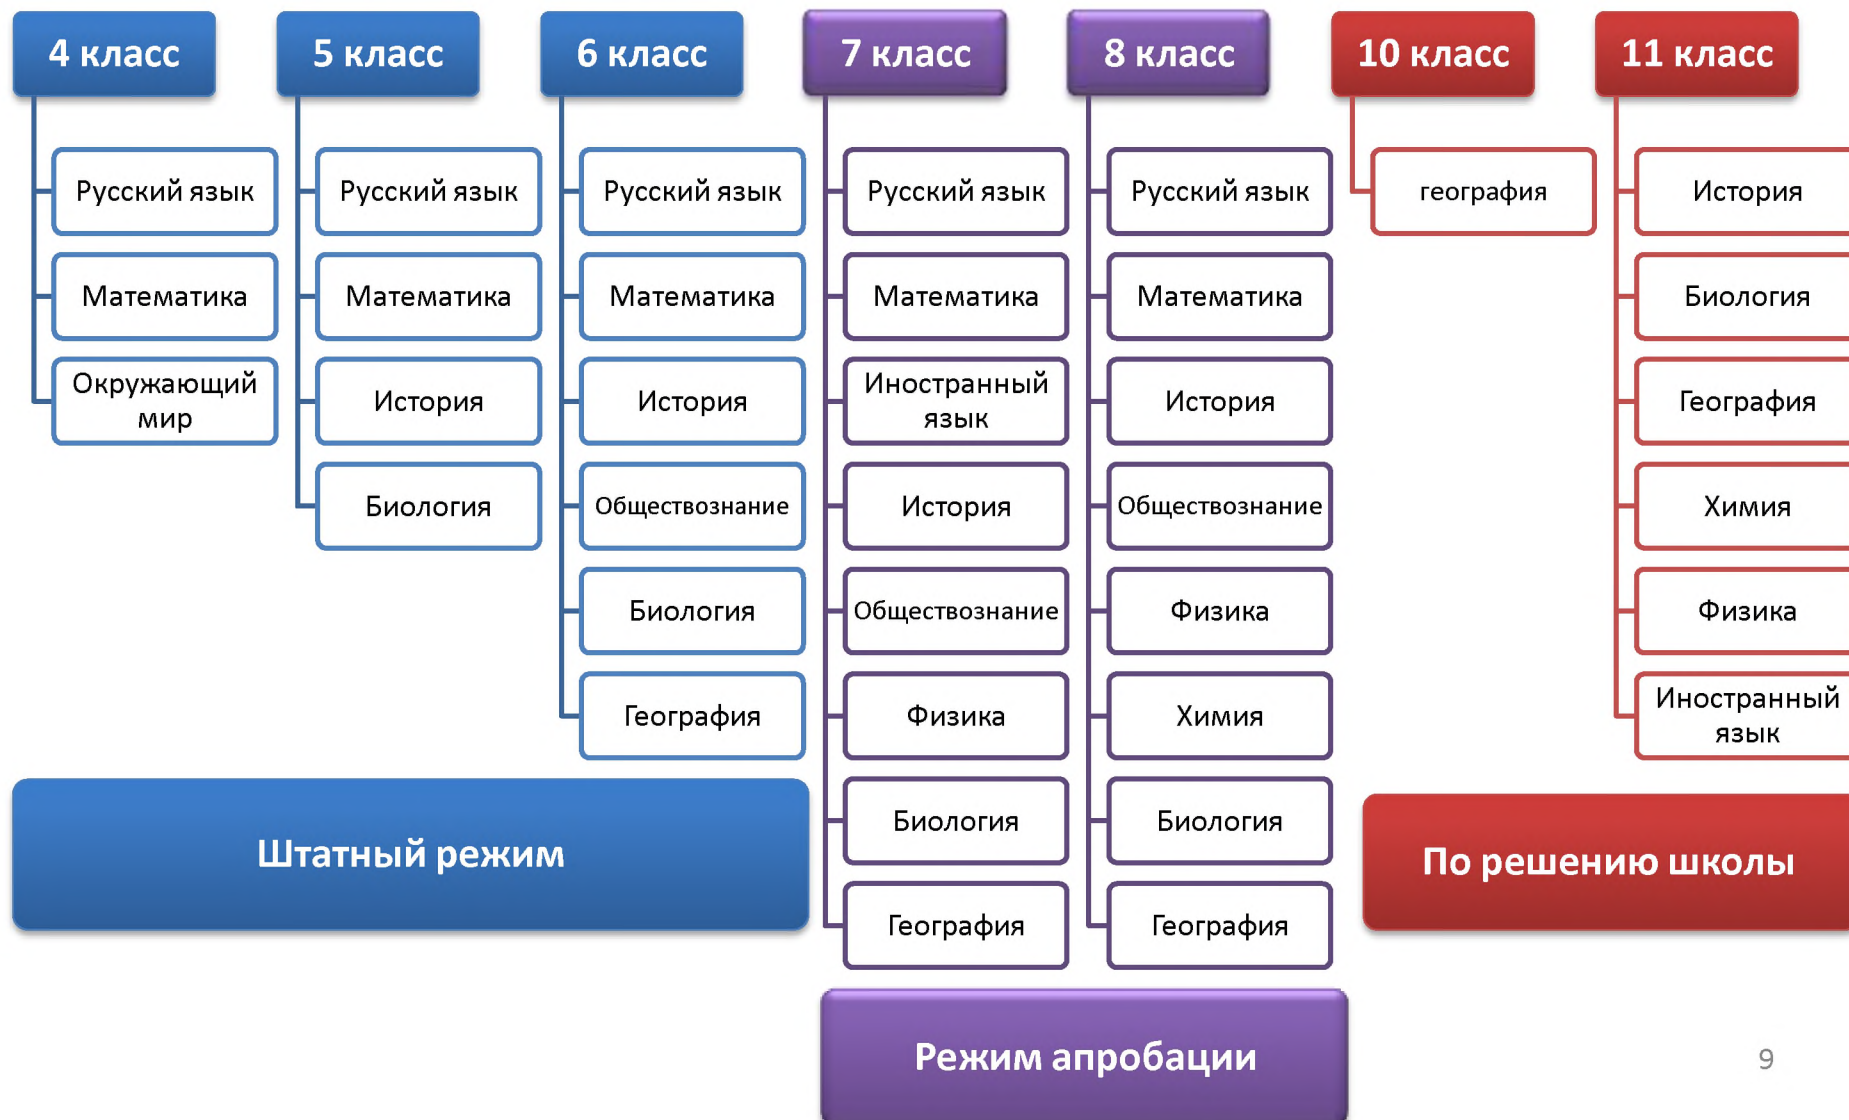 4 класс
Русский язык
Математика
Окружающий
мир
5 класс
Русский язык
Математика
История
Биология
6 класс
Русский язык
Математика
История
Обществознание
Биология
География
Штатный режим
7 класс
Русский язык
Математика
Иностранный
язык
История
Обществознание
Физика
Биология
География
8 класс
Русский язык
Математика
История
Обществознание
Физика
Химия
Биология
География
Режим апробации
10 класс
география
11 класс
История
Биология
География
Химия
Физика
Иностранный
язык
По решению школы
9